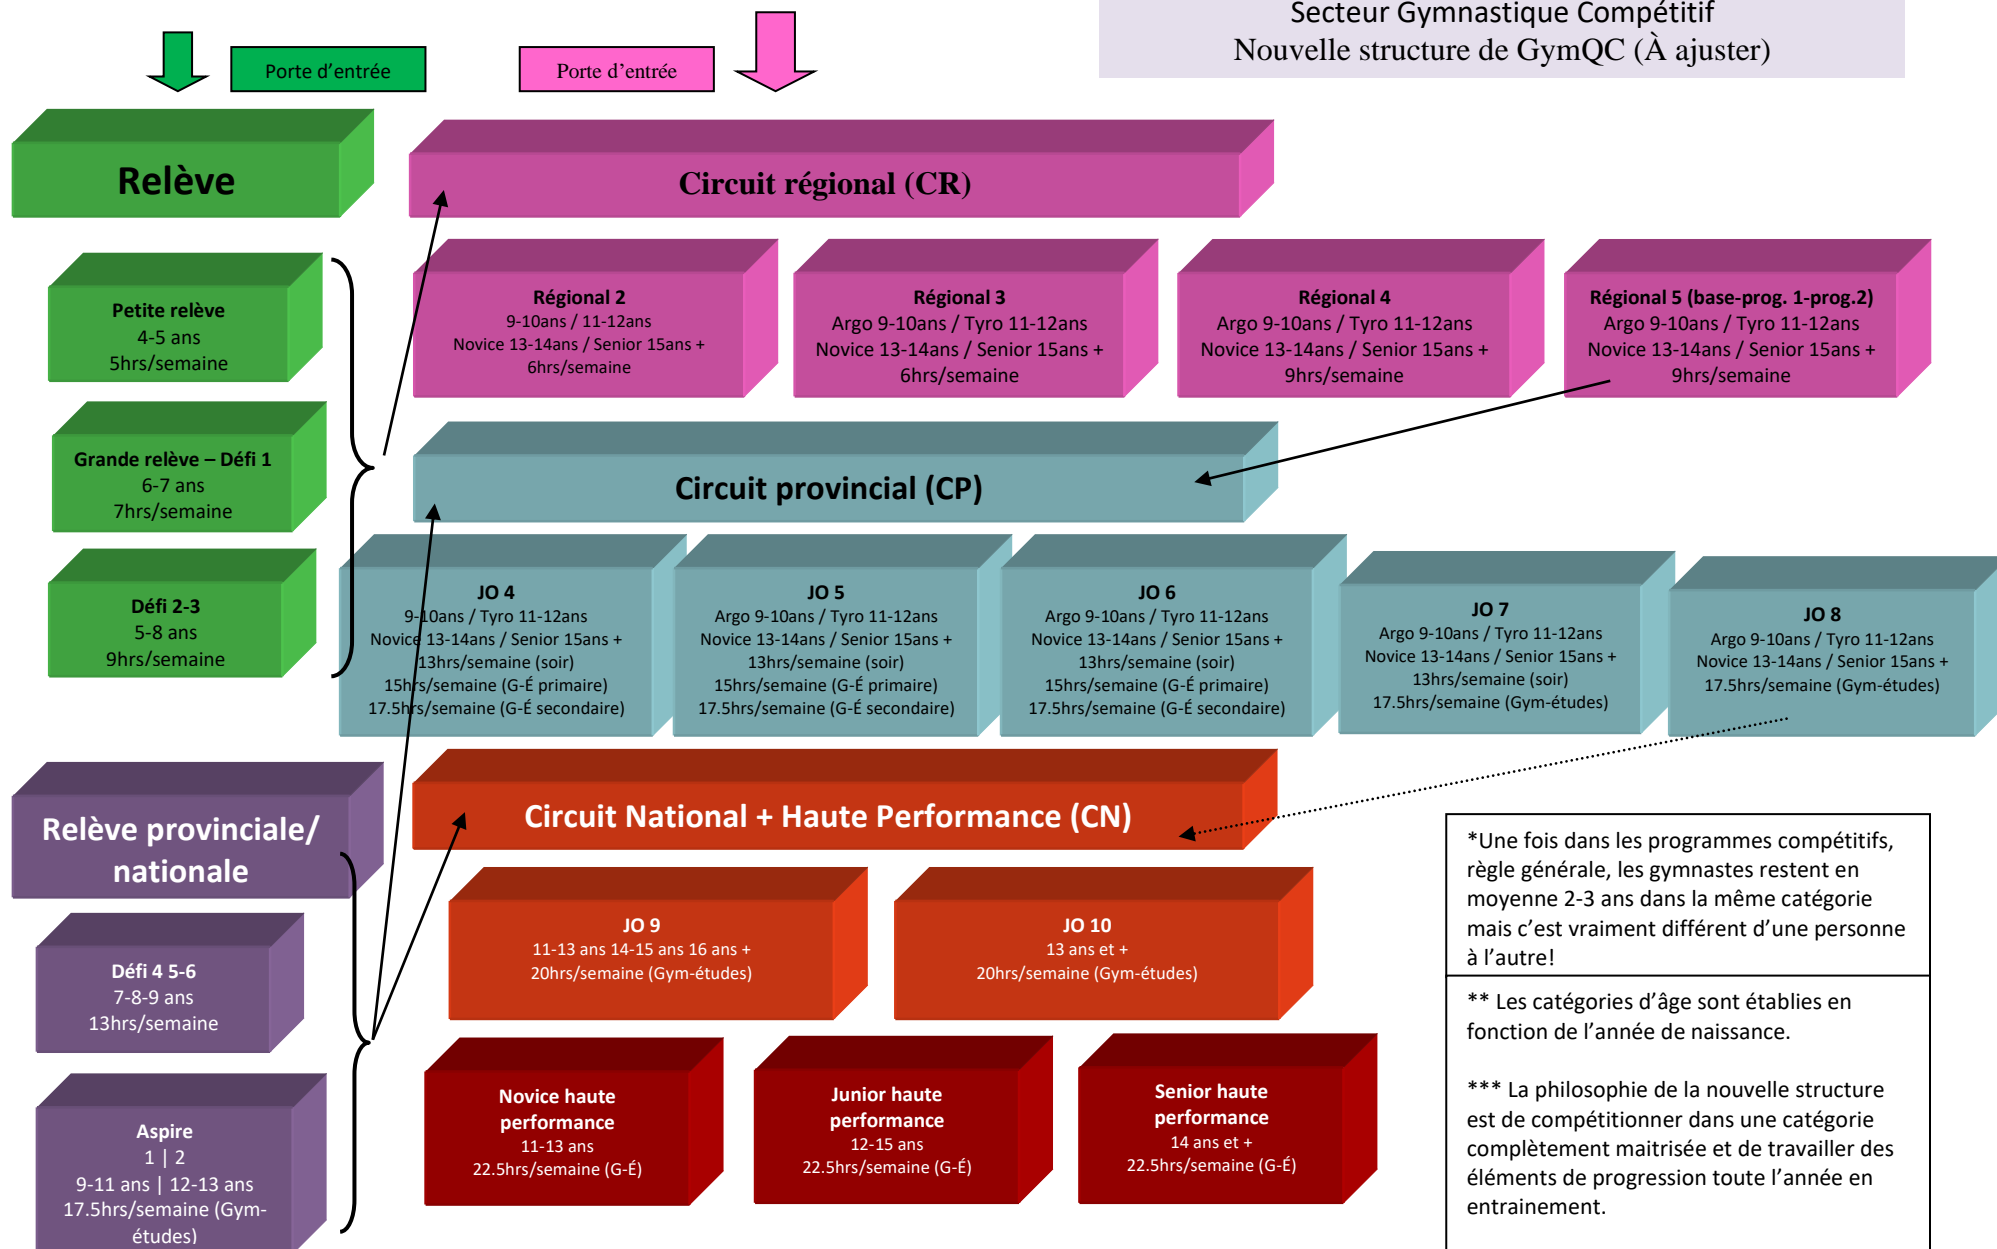 Secteur Gymnastique Compétitif
Nouvelle structure de GymQC (À ajuster)
Porte d'entrée
Porte d'entrée
Relève
Circuit régional (CR)
Petite relève
4-5 ans
5hrs/semaine
Grande relève – Défi 1
6-7 ans
7hrs/semaine
Défi 2-3
5-8 ans
9hrs/semaine
Régional 2
9-10ans / 11-12ans
Novice 13-14ans / Senior 15ans +
6hrs/semaine
Régional 3
Argo 9-10ans / Tyro 11-12ans
Novice 13-14ans / Senior 15ans +
6hrs/semaine
Régional 4
Argo 9-10ans / Tyro 11-12ans
Novice 13-14ans / Senior 15ans +
9hrs/semaine
Régional 5 (base-prog. 1-prog.2)
Argo 9-10ans / Tyro 11-12ans
Novice 13-14ans / Senior 15ans +
9hrs/semaine
Circuit provincial (CP)
JO 4
9-10ans / Tyro 11-12ans
Novice 13-14ans / Senior 15ans +
13hrs/semaine (soir)
15hrs/semaine (G-É primaire)
17.5hrs/semaine (G-É secondaire)
JO 5
Argo 9-10ans / Tyro 11-12ans
Novice 13-14ans / Senior 15ans +
13hrs/semaine (soir)
15hrs/semaine (G-É primaire)
17.5hrs/semaine (G-É secondaire)
JO 6
Argo 9-10ans / Tyro 11-12ans
Novice 13-14ans / Senior 15ans +
13hrs/semaine (soir)
15hrs/semaine (G-É primaire)
17.5hrs/semaine (G-É secondaire)
JO 7
Argo 9-10ans / Tyro 11-12ans
Novice 13-14ans / Senior 15ans +
13hrs/semaine (soir)
17.5hrs/semaine (Gym-études)
JO 8
Argo 9-10ans / Tyro 11-12ans
Novice 13-14ans / Senior 15ans +
17.5hrs/semaine (Gym-études)
Relève provinciale/
nationale
Défi 4 5-6
7-8-9 ans
13hrs/semaine
Aspire
1 | 2
9-11 ans | 12-13 ans
17.5hrs/semaine (Gym-
études)
Circuit National + Haute Performance (CN)
JO 9
11-13 ans 14-15 ans 16 ans +
20hrs/semaine (Gym-études)
JO 10
13 ans et +
20hrs/semaine (Gym-études)
Novice haute
performance
11-13 ans
22.5hrs/semaine (G-É)
Junior haute
performance
12-15 ans
22.5hrs/semaine (G-É)
Senior haute
performance
14 ans et +
22.5hrs/semaine (G-É)
*Une fois dans les programmes compétitifs,
règle générale, les gymnastes restent en
moyenne 2-3 ans dans la même catégorie
mais c'est vraiment différent d'une personne
à l'autre!
** Les catégories d'âge sont établies en
fonction de l'année de naissance.
*** La philosophie de la nouvelle structure
est de compétitionner dans une catégorie
complètement maitrisée et de travailler des
éléments de progression toute l'année en
entrainement.